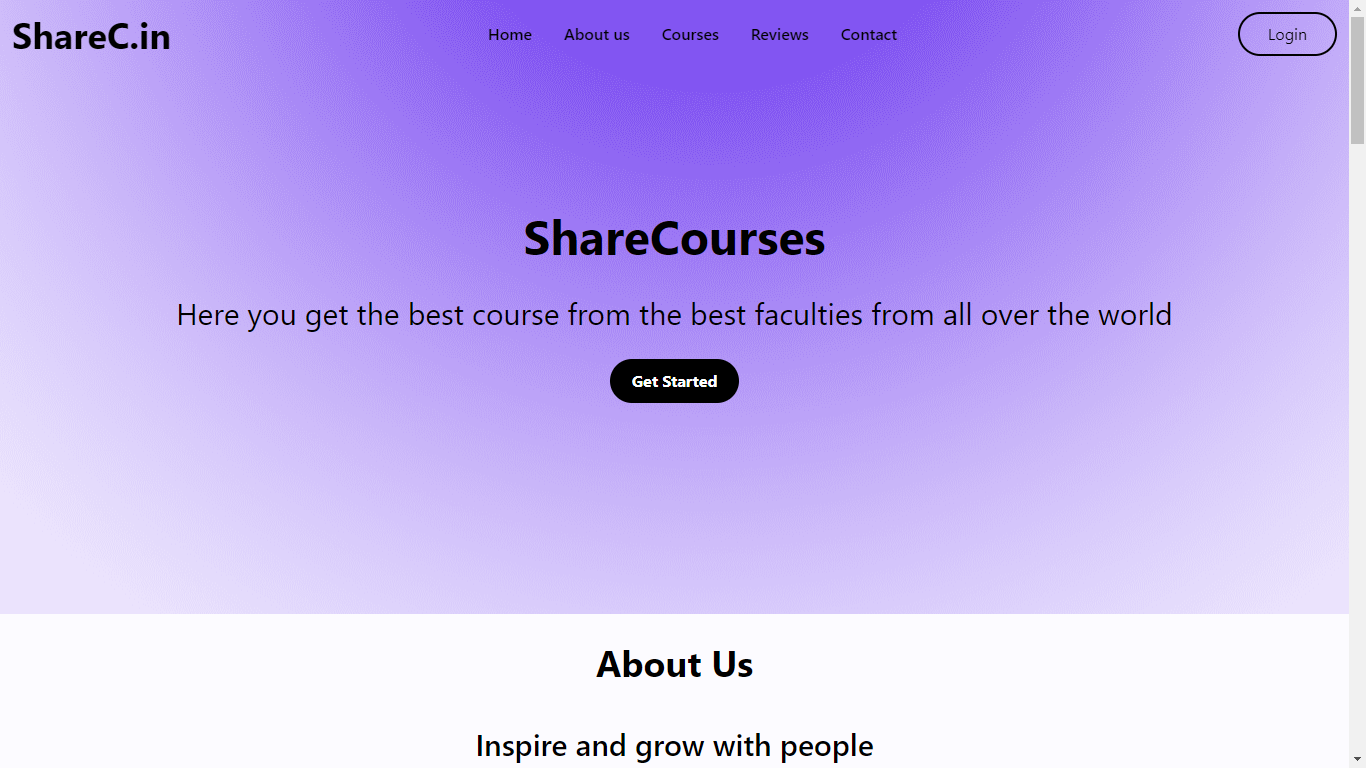 ShareC.in
Home
About us
Courses
Reviews
Contact
Login
ShareCourses
Here you get the best course from the best faculties from all over the world
Get Started
About Us
Inspire and grow with people